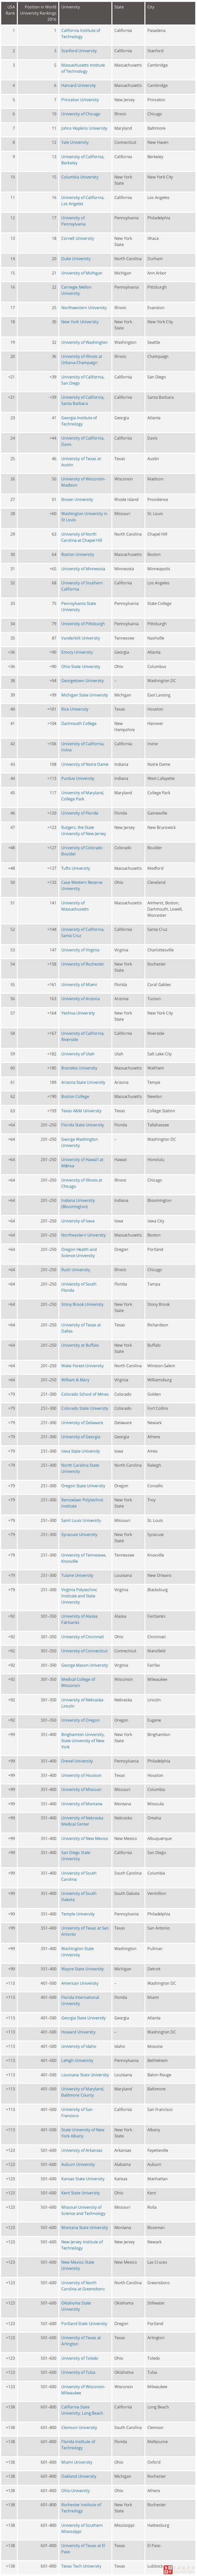 USA Rank Position in World University Rankings 2016 University State City
1 1 California Institute of Technology California Pasadena
2 3 Stanford University California Stanford
3 5 Massachusetts Institute of Technology Massachusetts Cambridge
4 6 Harvard University Massachusetts Cambridge
5 7 Princeton University New Jersey Princeton
6 10 University of Chicago Illinois Chicago
7 11 Johns Hopkins University Maryland Baltimore
8 12 Yale University Connecticut New Haven
9 13 University of California, Berkeley California Berkeley
10 15 Columbia University New York State New York City
11 16 University of California, Los Angeles California Los Angeles
12 17 University of Pennsylvania Pennsylvania Philadelphia
13 18 Cornell University New York State Ithaca
14 20 Duke University North Carolina Durham
15 21 University of Michigan Michigan Ann Arbor
16 22 Carnegie Mellon University Pennsylvania Pittsburgh
17 25 Northwestern University Illinois Evanston
18 30 New York University New York State New York City
19 32 University of Washington Washington Seattle
20 36 University of Illinois at Urbana-Champaign Illinois Champaign
=39 University of California, San Diego California San Diego
=21 =39 University of California, Santa Barbara California Santa Barbara
23 41 Georgia Institute of Technology Georgia Atlanta
24 =44 University of California, Davis California Davis
25 46 University of Texas at Austin Texas Austin
26 50 University of Wisconsin-Madison Wisconsin Madison
27 51 Brown University Rhode Island Providence
28 =60 Washington University in St Louis Missouri St. Louis
29 63 University of North Carolina at Chapel Hill North Carolina Chapel Hill
30 64 Boston University Massachusetts Boston
=65 University of Minnesota Minnesota Minneapolis
32 68 University of Southern California California Los Angeles
75 Pennsylvania State University Pennsylvania State College
34 79 University of Pittsburgh Pennsylvania Pittsburgh
87 Vanderbilt University Tennessee Nashville
=36 =90 Emory University Georgia Atlanta
=36 =90 Ohio State University Ohio Columbus
38 =94 Georgetown University – Washington DC
39 =99 Michigan State University Michigan East Lansing
40 =101 Rice University Texas Houston
41 =104 Dartmouth College New Hampshire Hanover
42 =106 University of California, Irvine California Irvine
108 University of Notre Dame Indiana Notre Dame
44 =113 Purdue University Indiana West Lafayette
117 University of Maryland, College Park Maryland College Park
46 =120 University of Florida Florida Gainesville
=123 Rutgers, the State University of New Jersey New Jersey New Brunswick
=48 =127 University of Colorado Boulder Colorado Boulder
=48 =127 Tufts University Massachusetts Medford
50 =133 Case Western Reserve University Ohio Cleveland
51 141 University of Massachusetts Massachusetts Amherst, Boston, Dartmouth, Lowell, Worcester
52 =144 University of California, Santa Cruz California Santa Cruz
53 147 University of Virginia Virginia Charlottesville
=158 University of Rochester New York State Rochester
55 =161 University of Miami Florida Coral Gables
56 163 University of Arizona Arizona Tucson
57 =164 Yeshiva University New York State New York City
58 =167 University of California, Riverside California Riverside
59 =182 University of Utah Utah Salt Lake City
=185 Brandeis University Massachusetts Waltham
61 189 Arizona State University Arizona Tempe
62 =190 Boston College Massachusetts Newton
63 =193 Texas A&M University Texas College Station
=64 201-250 Florida State University Florida Tallahassee
=64 201-250 George Washington University – Washington DC
=64 201-250 University of Hawai'i at Mānoa Hawaii Honolulu
=64 201-250 University of Illinois at Chicago Illinois Chicago
=64 201-250 Indiana University (Bloomington) Indiana Bloomington
=64 201-250 University of Iowa Iowa Iowa City
=64 201-250 Northeastern University Massachusetts Boston
=64 201-250 Oregon Health and Science University Oregon Portland
=64 201-250 Rush University Illinois Chicago
=64 201-250 University of South Florida Florida Tampa
=64 201-250 Stony Brook University New York State Stony Brook
=64 201-250 University of Texas at Dallas Texas Richardson
=64 201-250 University at Buffalo New York State Buffalo
=64 201-250 Wake Forest University North Carolina Winston-Salem
=64 201-250 William & Mary Virginia Williamsburg
=79 251-300 Colorado School of Mines Colorado Golden
=79 251-300 Colorado State University Colorado Fort Collins
=79 251-300 University of Delaware Delaware Newark
=79 251-300 University of Georgia Georgia Athens
=79 251-300 Iowa State University Iowa Ames
=79 251-300 North Carolina State University North Carolina Raleigh
=79 251-300 Oregon State University Oregon Corvallis
=79 251-300 Rensselaer Polytechnic Institute New York State Troy
=79 251-300 Saint Louis University Missouri St. Louis
=79 251-300 Syracuse University New York State Syracuse
=79 251-300 University of Tennessee, Knoxville Tennessee Knoxville
=79 251-300 Tulane University Louisiana New Orleans
=79 251-300 Virginia Polytechnic Institute and State University Virginia Blacksburg
=92 301-350 University of Alaska Fairbanks Alaska Fairbanks
=92 301-350 University of Cincinnati Ohio Cincinnati
=92 301-350 University of Connecticut Connecticut Mansfield
=92 301-350 George Mason University Virginia Fairfax
=92 301-350 Medical College of Wisconsin Wisconsin Milwaukee
=92 301-350 University of Nebraska-Lincoln Nebraska Lincoln
=92 301-350 University of Oregon Oregon Eugene
=99 351-400 Binghamton University, State University of New York New York State Binghamton
=99 351-400 Drexel University Pennsylvania Philadelphia
=99 351-400 University of Houston Texas Houston
=99 351-400 University of Missouri Missouri Columbia
=99 351-400 University of Montana Montana Missoula
=99 351-400 University of Nebraska Medical Center Nebraska Omaha
=99 351-400 University of New Mexico New Mexico Albuquerque
=99 351-400 San Diego State University California San Diego
=99 351-400 University of South Carolina South Carolina Columbia
=99 351-400 University of South Dakota South Dakota Vermillion
=99 351-400 Temple University Pennsylvania Philadelphia
=99 351-400 University of Texas at San Antonio Texas San Antonio
=99 351-400 Washington State University Washington Pullman
=99 351-400 Wayne State University Michigan Detroit
=113 401-500 American University – Washington DC
=113 401-500 Florida International University Florida Miami
=113 401-500 Georgia State University Georgia Atlanta
=113 401-500 Howard University – Washington DC
=113 401-500 University of Idaho Idaho Moscow
=113 401-500 Lehigh University Pennsylvania Bethlehem
=113 401-500 Louisiana State University Louisiana Baton Rouge
=113 401-500 University of Maryland, Baltimore County Maryland Baltimore
=113 401-500 University of San Francisco California San Francisco
=113 401-500 State University of New York Albany New York State Albany
=123 501-600 University of Arkansas Arkansas Fayetteville
=123 501-600 Auburn University Alabama Auburn
=123 501-600 Kansas State University Kansas Manhattan
=123 501-600 Kent State University Ohio Kent
=123 501-600 Missouri University of Science and Technology Missouri Rolla
=123 501-600 Montana State University Montana Bozeman
=123 501-600 New Jersey Institute of Technology New Jersey Newark
=123 501-600 New Mexico State University New Mexico Las Cruces
=123 501-600 University of North Carolina at Greensboro North Carolina Greensboro
=123 501-600 Oklahoma State University Oklahoma Stillwater
=123 501-600 Portland State University Oregon Portland
=123 501-600 University of Texas at Arlington Texas Arlington
=123 501-600 University of Toledo Ohio Toledo
=123 501-600 University of Tulsa Oklahoma Tulsa
=123 501-600 University of Wisconsin-Milwaukee Wisconsin Milwaukee
=138 601-800 California State University, Long Beach California Long Beach
=138 601-800 Clemson University South Carolina Clemson
=138 601-800 Florida Institute of Technology Florida Melbourne
=138 601-800 Miami University Ohio Oxford
=138 601-800 Oakland University Michigan Rochester
=138 601-800 Ohio University Ohio Athens
=138 601-800 Rochester Institute of Technology New York State Rochester
=138 601-800 University of Southern Mississippi Mississippi Hattiesburg
=138 601-800 University of Texas at El Paso Texas El Paso
=138 601-800 Texas Tech University Texas Lubbock